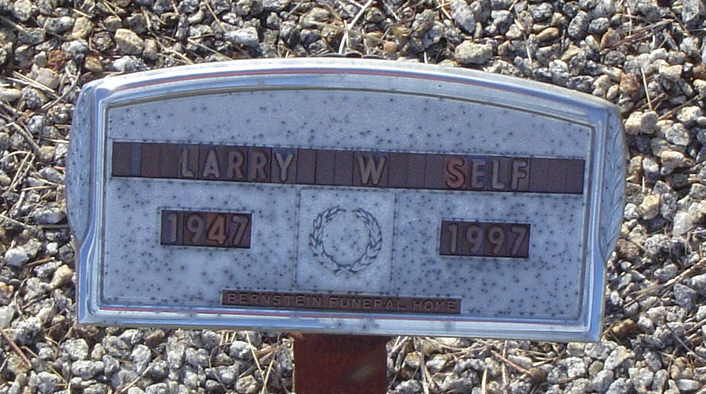 LARRY W SELF
1947 1997
BERNSTEIN FUNERAL HOME